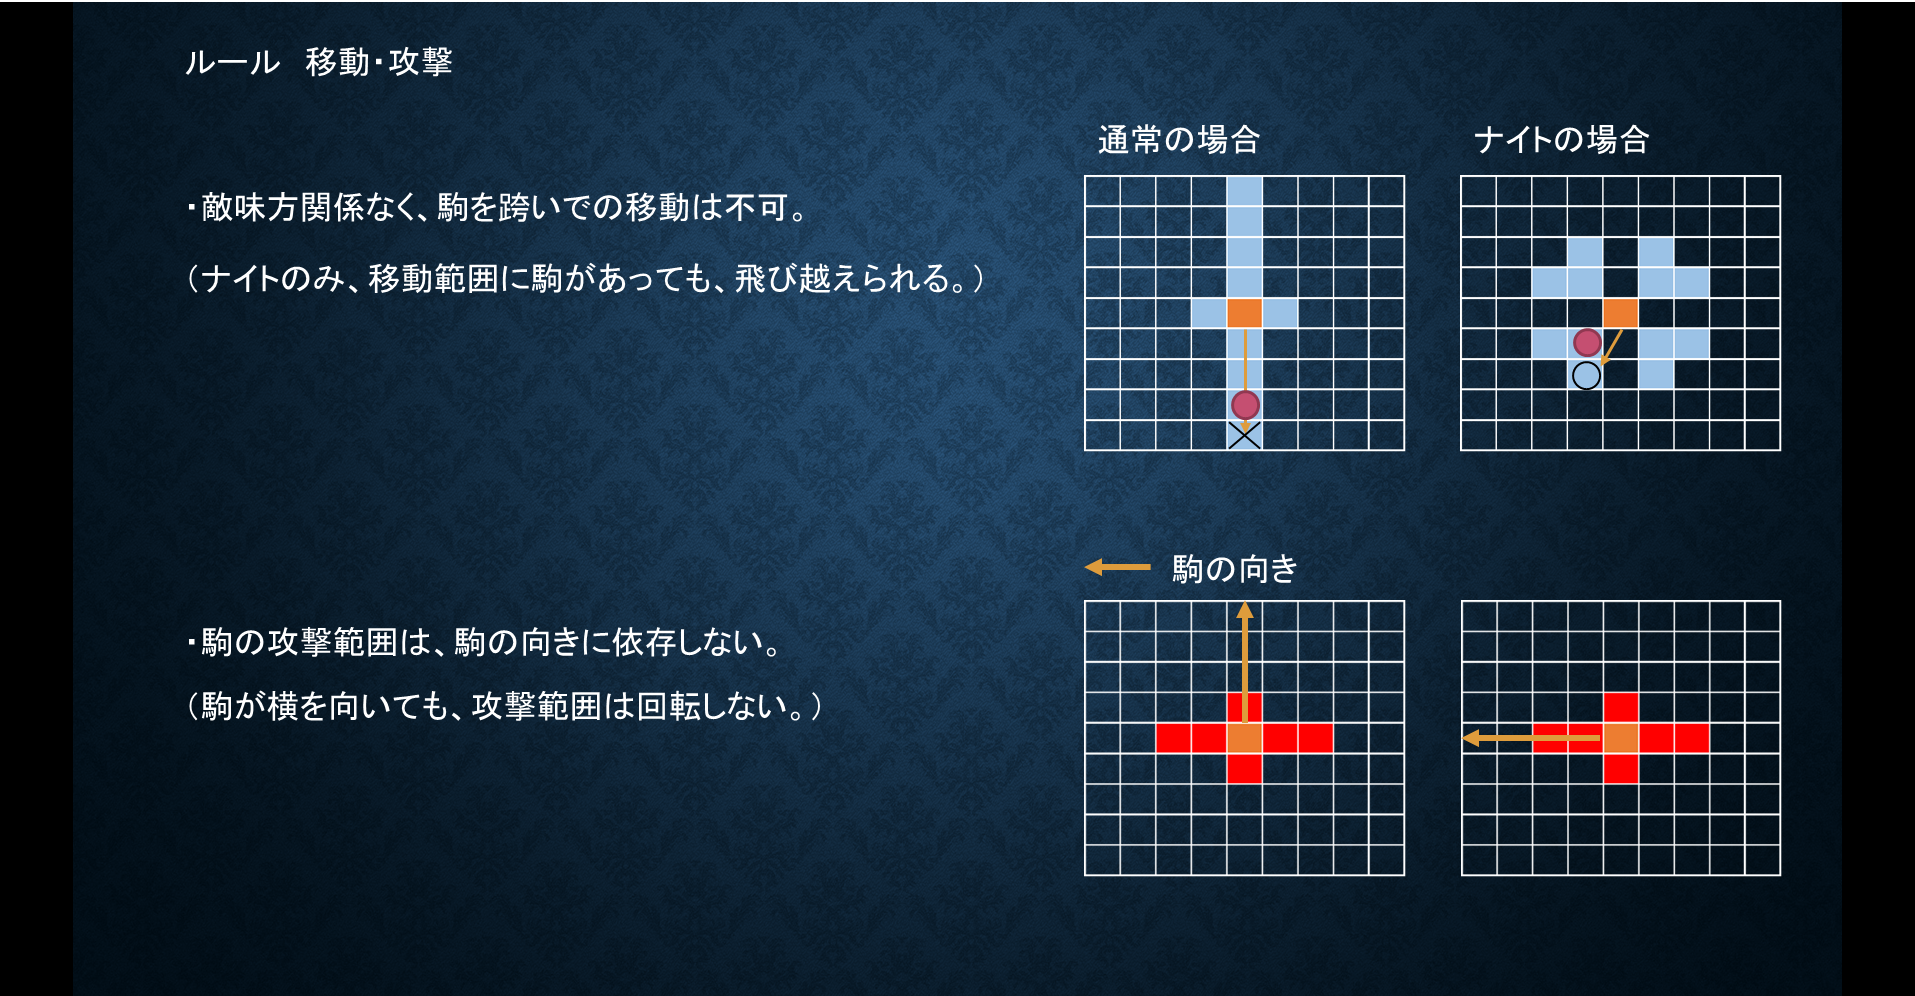 ルール　移動・攻撃
通常の場合
ナイトの場合
・敵味方関係なく、駒を跨いでの移動は不可。
（ナイトのみ、移動範囲に駒があっても、飛び越えられる。）
駒の向き
・駒の攻撃範囲は、駒の向きに依存しない。
（駒が横を向いても、攻撃範囲は回転しない。）